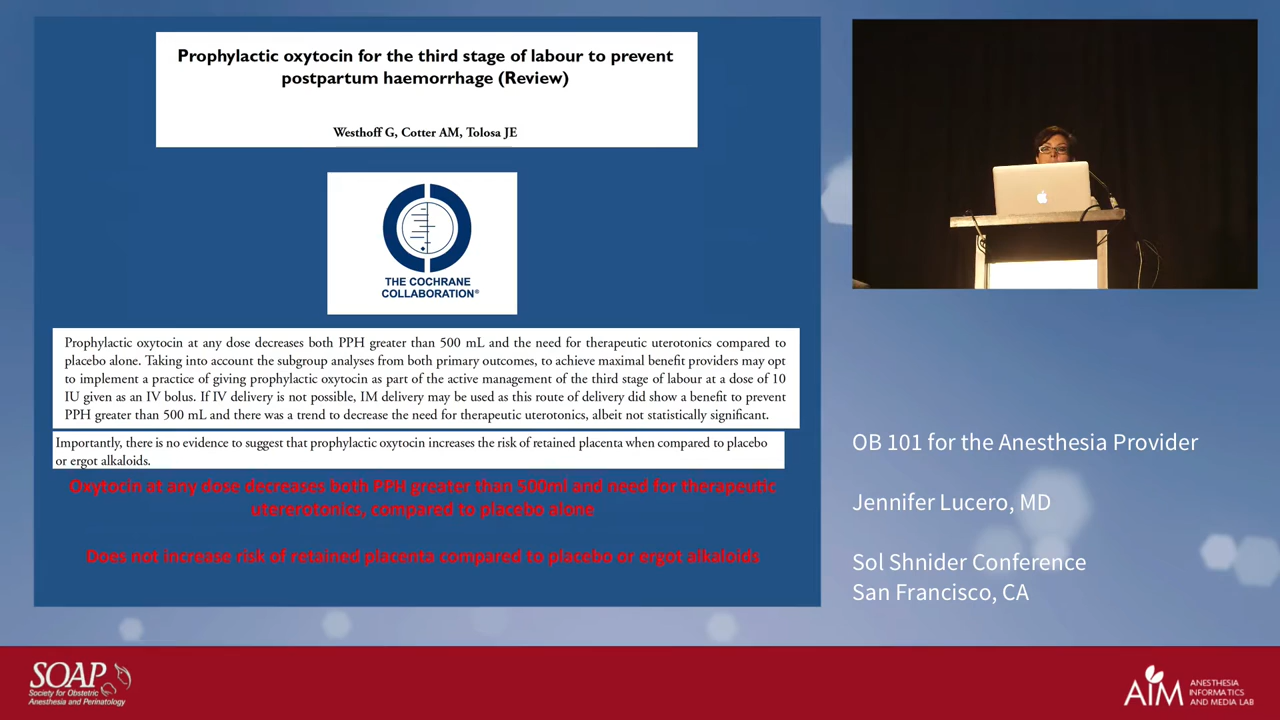 Prophylactic oxytocin for the third stage of labour to prevent
postpartum haemorrhage (Review)
Westhoff G, Cotter AM, Tolosa JE
THE COCHRANE
COLLABORATION®
Prophylactic oxytocin at any dose decreases both PPH greater than 500 mL and the need for therapeutic uterotonics compared to
placebo alone. Taking into account the subgroup analyses from both primary outcomes, to achieve maximal benefit providers may opt
to implement a practice of giving prophylactic oxytocin as part of the active management of the third stage of labour at a dose of 10
IU given as an IV bolus. If IV delivery is not possible, IM delivery may be used as this route of delivery did show a benefit to prevent
PPH greater than 500 mL and there was a trend to decrease the need for therapeutic uterotonics, albeit not statistically significant.
Importantly, there is no evidence to suggest that prophylactic oxytocin increases the risk of retained placenta when compared to placebo
or ergot alkaloids.
Oxytocin at any dose decreases both PPH greater than 500ml and need for therapeutic
utererotonics, compared to placebo alone
Does not increase risk of retained placenta compared to placebo or ergot alkaloids
OB 101 for the Anesthesia Provider
Jennifer Lucero, MD
Sol Shnider Conference
San Francisco, CA
SOAP
Society for Obstetric
Anesthesia and Perinatology
AIM
ANESTHESIA
INFORMATICS
AND MEDIA LAB